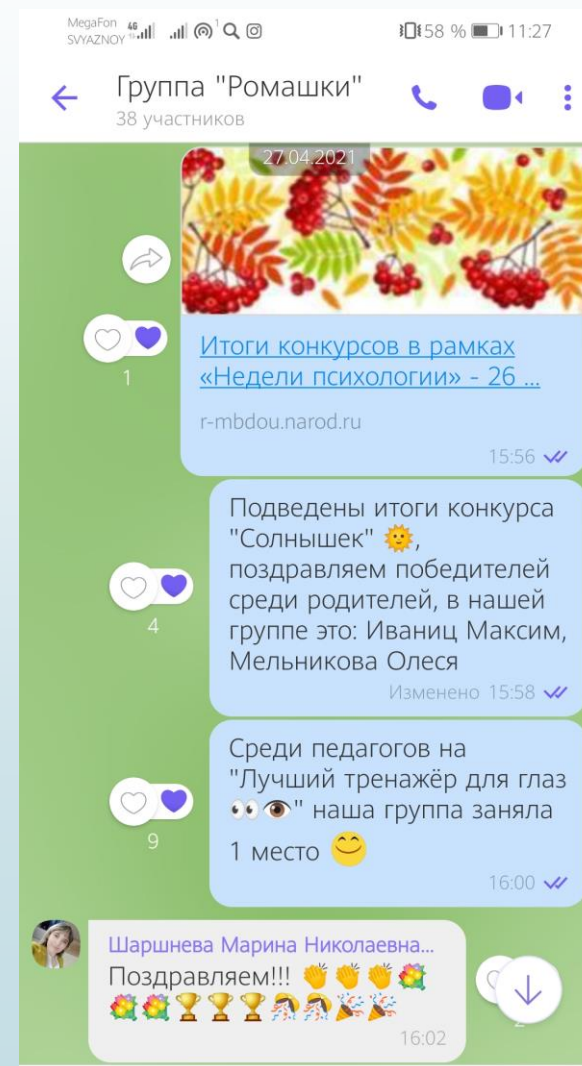 MegaFon 4G
SVYAZNOY 1 58 % 11:27
Группа "Ромашки"
38 участников
27.04.2021
Итоги конкурсов в рамках
«Недели психологии» - 26 ...
1
r-mbdou.narod.ru
15:56
Подведены итоги конкурса
"Солнышек" 🌞,
поздравляем победителей
среди родителей, в нашей
группе это: Иваниц Максим,
Мельникова Олеся
4
Изменено 15:58
Среди педагогов на
"Лучший тренажёр для глаз
👀 👁" наша группа заняла
9
1 место 😊
16:00
Шаршнева Марина Николаевна...
Поздравляем!!! 👏👏👏💐
💐💐🏆🏆🏆🎊🎊🎉🎉
16:02